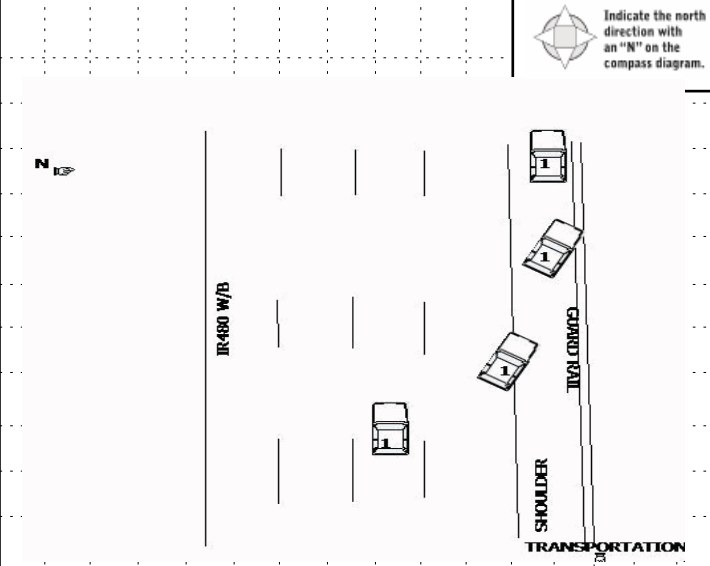 Indicate the north
direction with
an "N" on the
compass diagram.
N
1
1
IR480 W/B
GUARD RAIL
1
1
SHOULDER
TRANSPORTATION